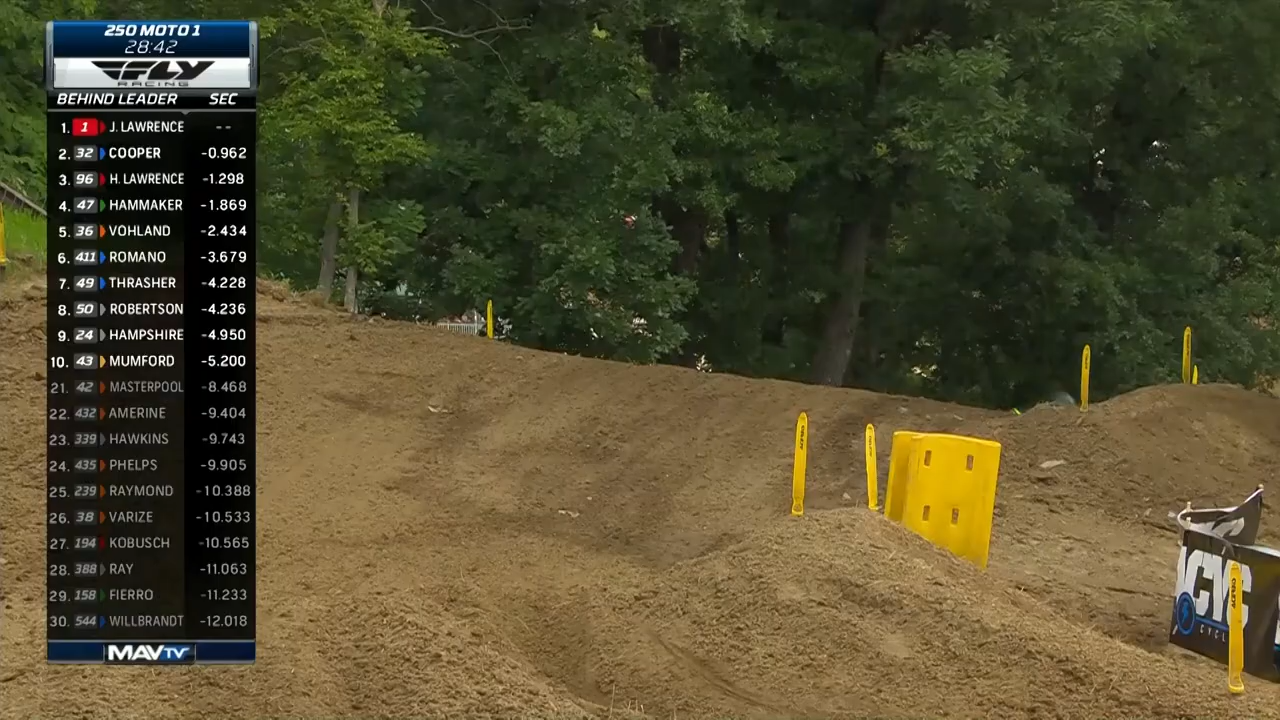 250 MOTO 1
28:42
FLY
RACING
BEHIND LEADER SEC
1. 1 J. LAWRENCE --
2. 32 COOPER -0.962
3. 96 H. LAWRENCE -1.298
4. 47 HAMMAKER -1.869
5. 36 VOHLAND -2.434
6. 411 ROMANO -3.679
7. 49 THRASHER -4.228
8. 50 ROBERTSON -4.236
9. 24 HAMPSHIRE -4.950
10. 43 MUMFORD -5.200
21. 42 MASTERPOOL -8.468
22. 432 AMERINE -9.404
23. 339 HAWKINS -9.743
24. 435 PHELPS -9.905
25. 239 RAYMOND -10.388
26. 38 VARIZE -10.533
27. 194 KOBUSCH -10.565
28. 388 RAY -11.063
29. 158 FIERRO -11.233
30. 544 WILLBRANDT -12.018
MAVTV
ACERBIS
CYCL